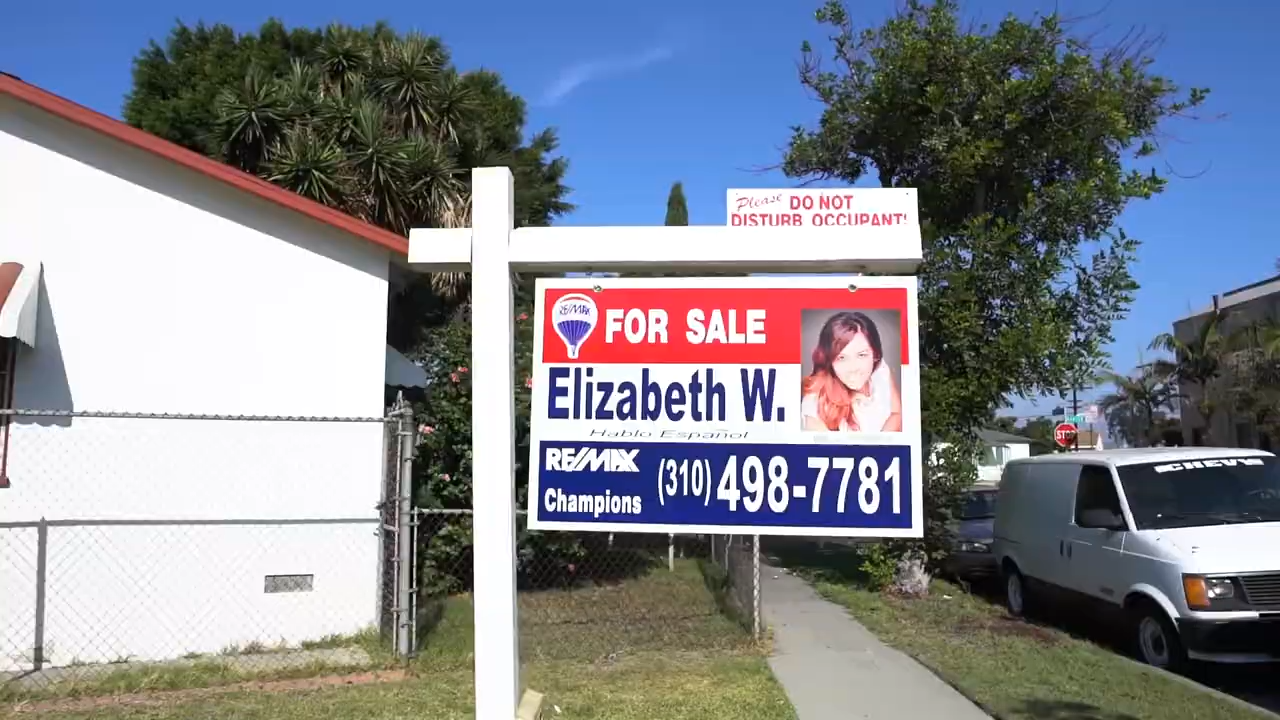 Please DO NOT
DISTURB OCCUPANT!
RE/MAX
FOR SALE
Elizabeth W.
Hablo Español
RE/MAX
Champions
(310) 498-7781
STOP
CHEVY